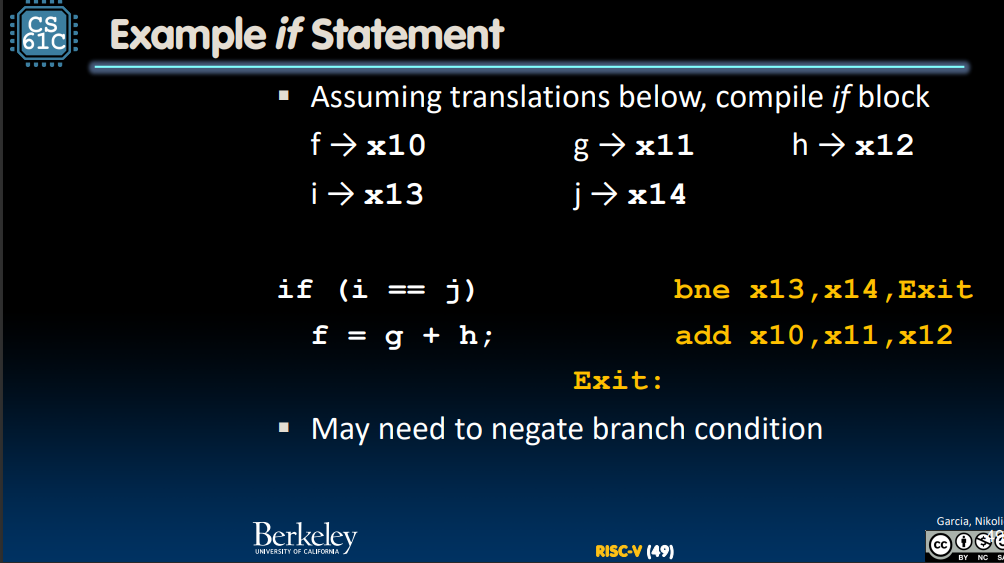 CS
61C
Example if Statement
▪ Assuming translations below, compile if block
f → x10 g → x11 h → x12
i → x13 j → x14
if (i == j) bne x13,x14,Exit
f = g + h; add x10,x11,x12
Exit:
▪ May need to negate branch condition
Berkeley
UNIVERSITY OF CALIFORNIA
RISC-V (49)
Garcia, Nikoli
49
cc
BY NC SA